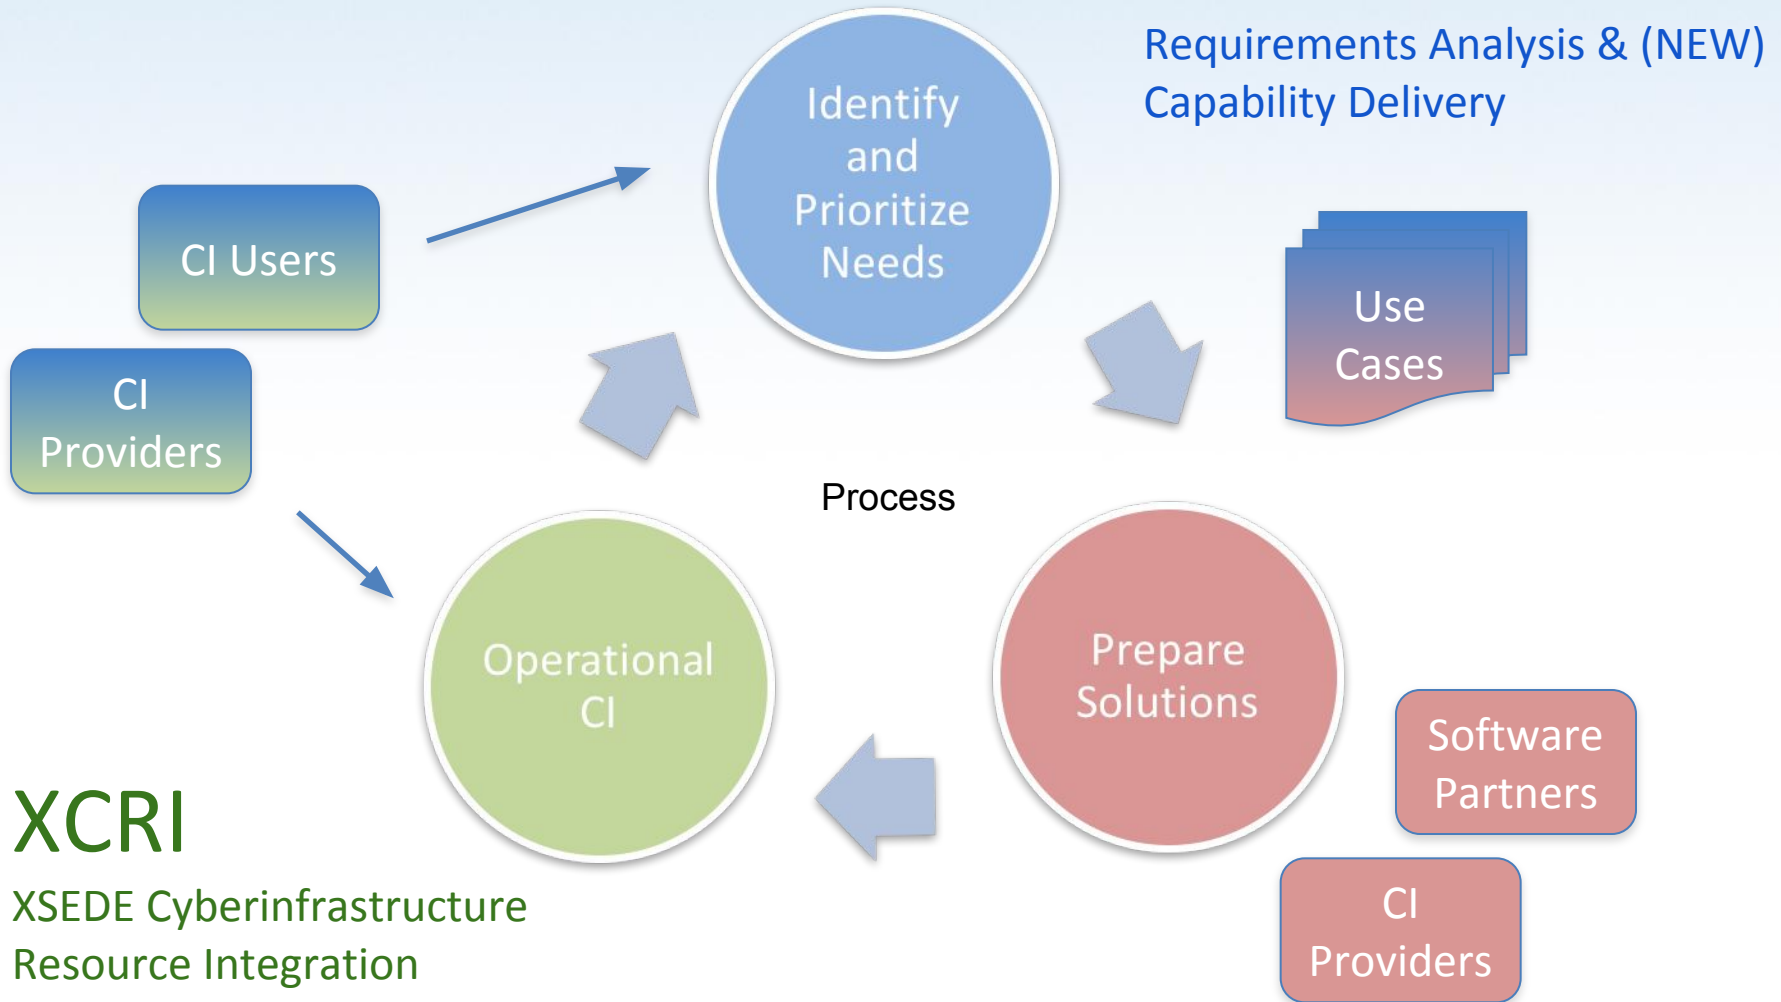 Requirements Analysis & (NEW)
Capability Delivery
Identify
and
Prioritize
Needs
CI Users
CI
Providers
Use
Cases
Process
Operational
CI
Prepare
Solutions
Software
Partners
CI
Providers
XCRI
XSEDE Cyberinfrastructure
Resource Integration